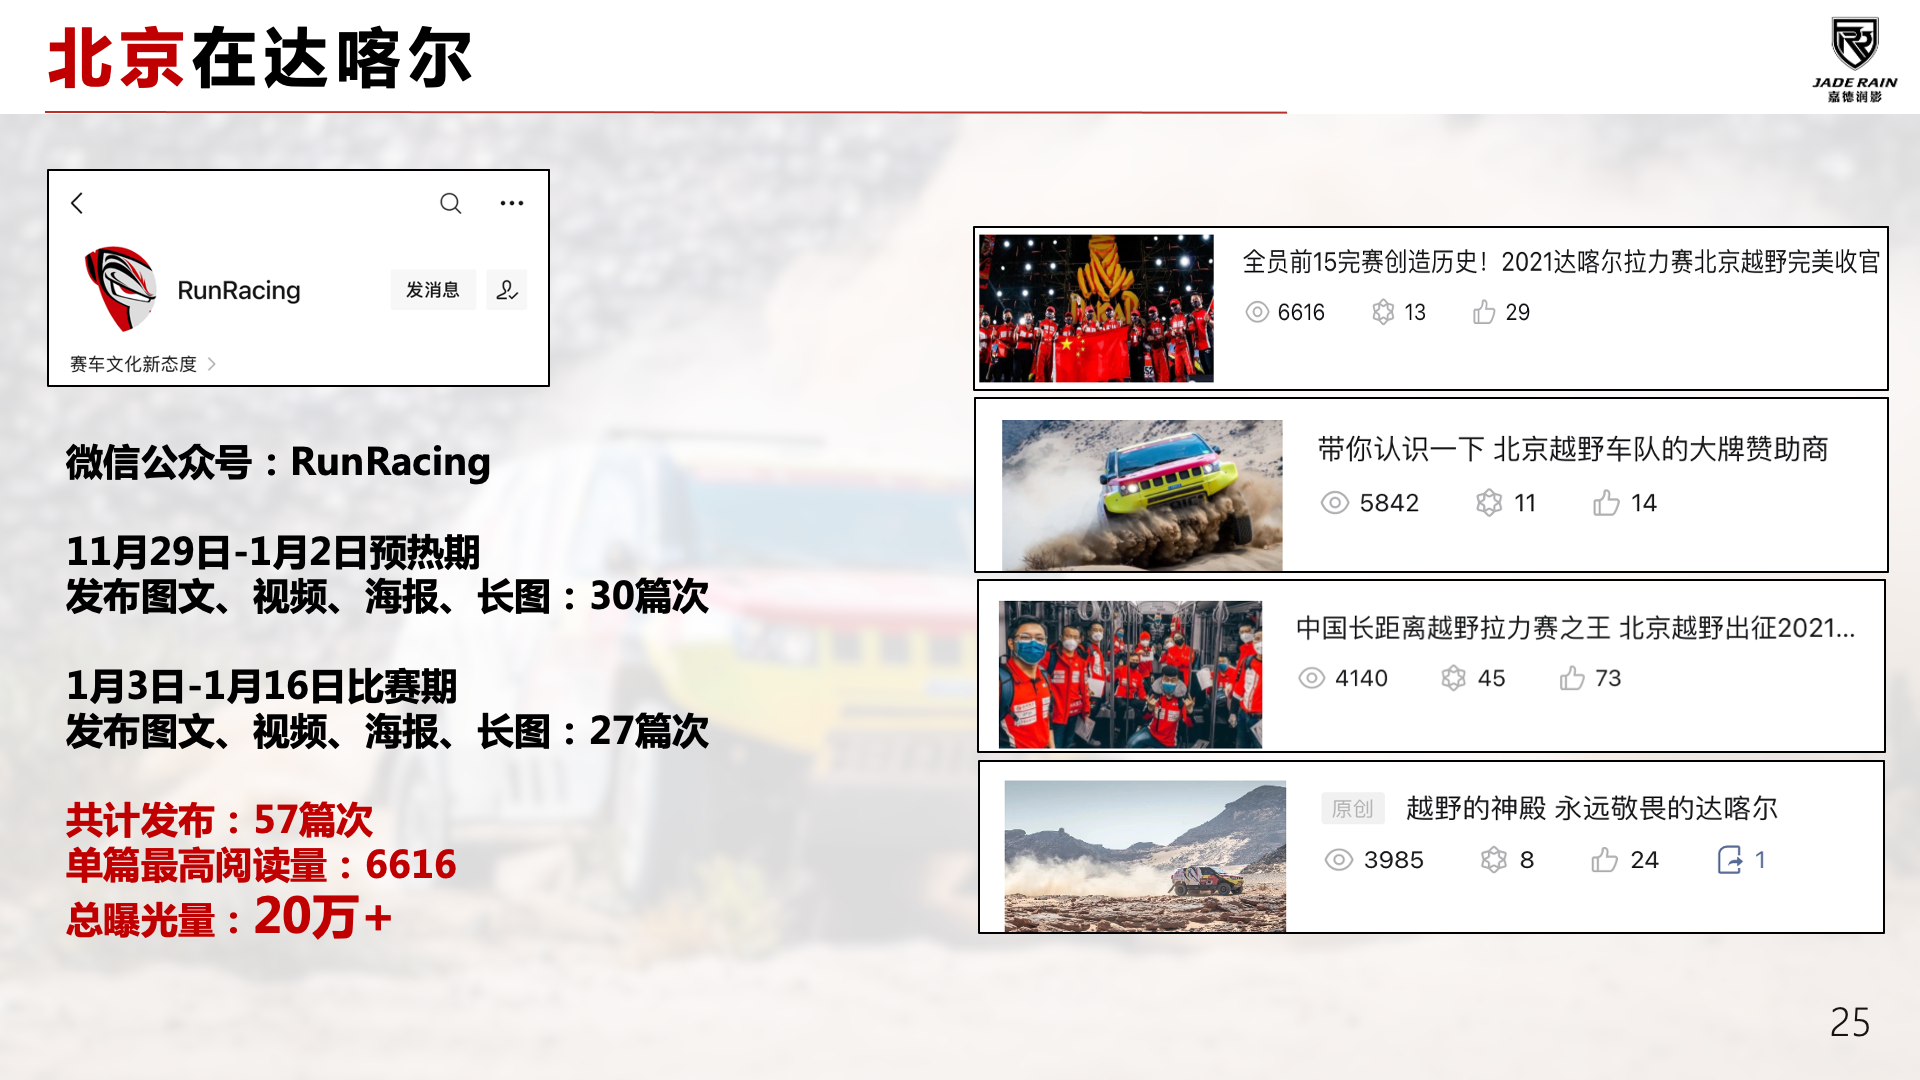 北京在达喀尔
JADE RAIN
嘉德润影
RunRacing
发消息
赛车文化新态度
微信公众号：RunRacing
11月29日-1月2日预热期
发布图文、视频、海报、长图：30篇次
1月3日-1月16日比赛期
发布图文、视频、海报、长图：27篇次
共计发布：57篇次
单篇最高阅读量：6616
总曝光量：20万+
全员前15完赛创造历史！2021达喀尔拉力赛北京越野完美收官
6616 13 29
带你认识一下 北京越野车队的大牌赞助商
5842 11 14
中国长距离越野拉力赛之王 北京越野出征2021...
4140 45 73
原创 越野的神殿 永远敬畏的达喀尔
3985 8 24 1
25